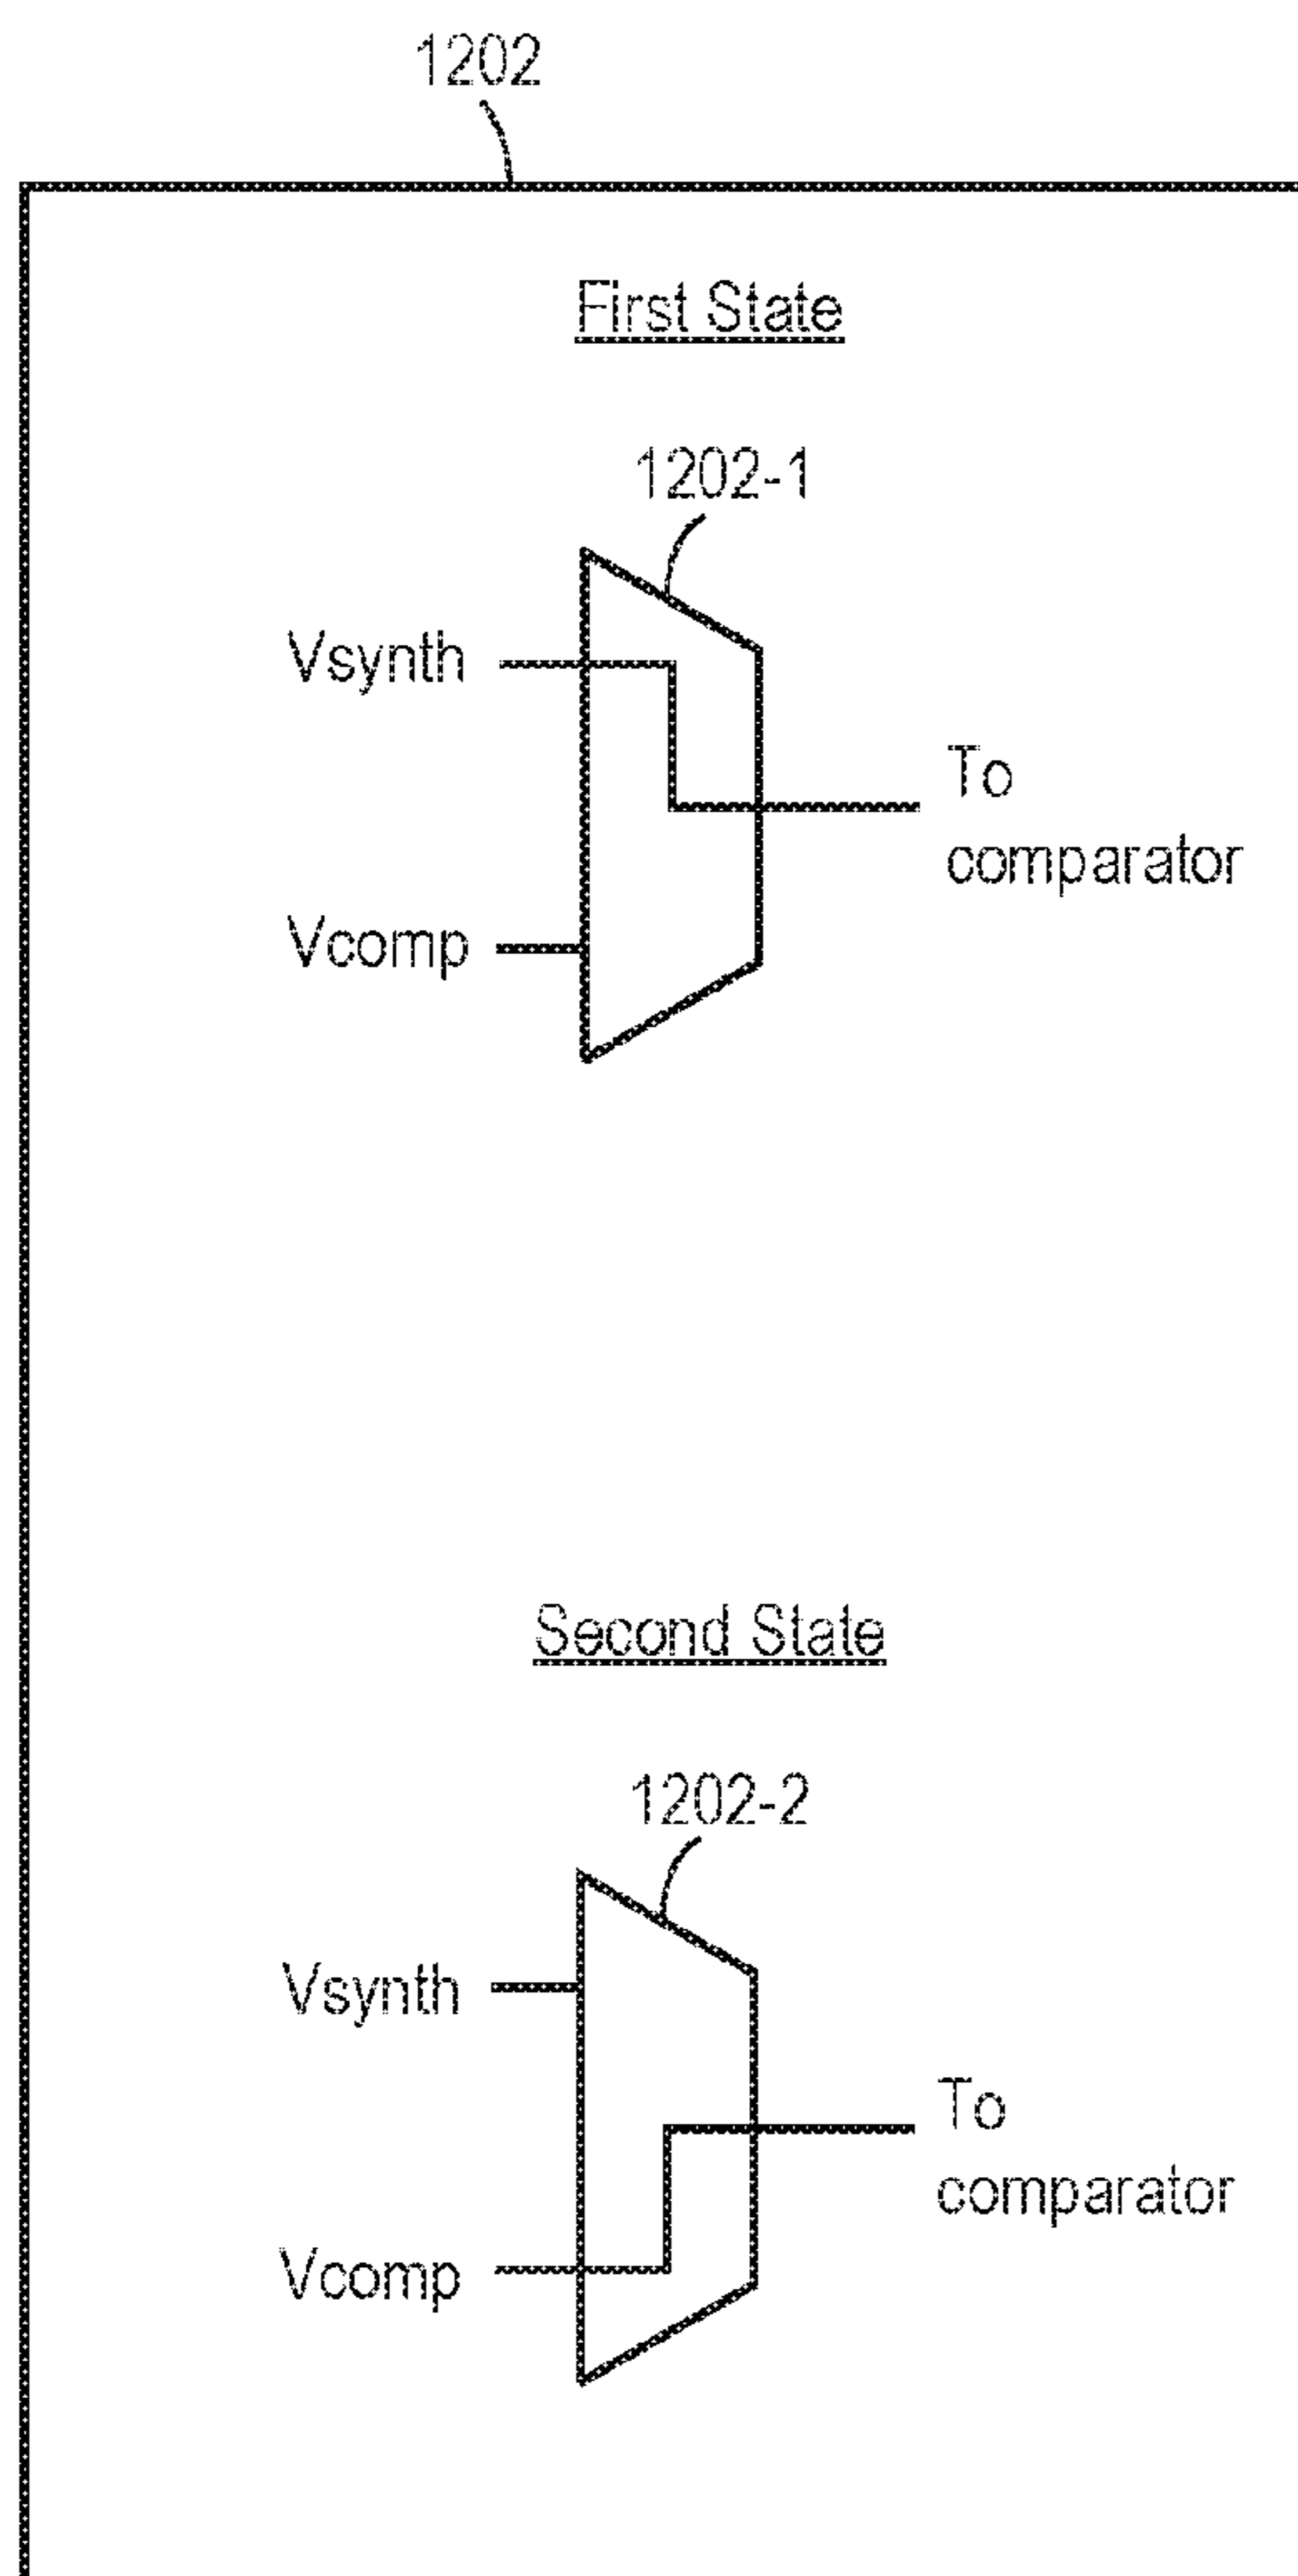 1202
First State
1202-1
Vsynth
To
comparator
Vcomp
Second State
1202-2
Vsynth
To
comparator
Vcomp